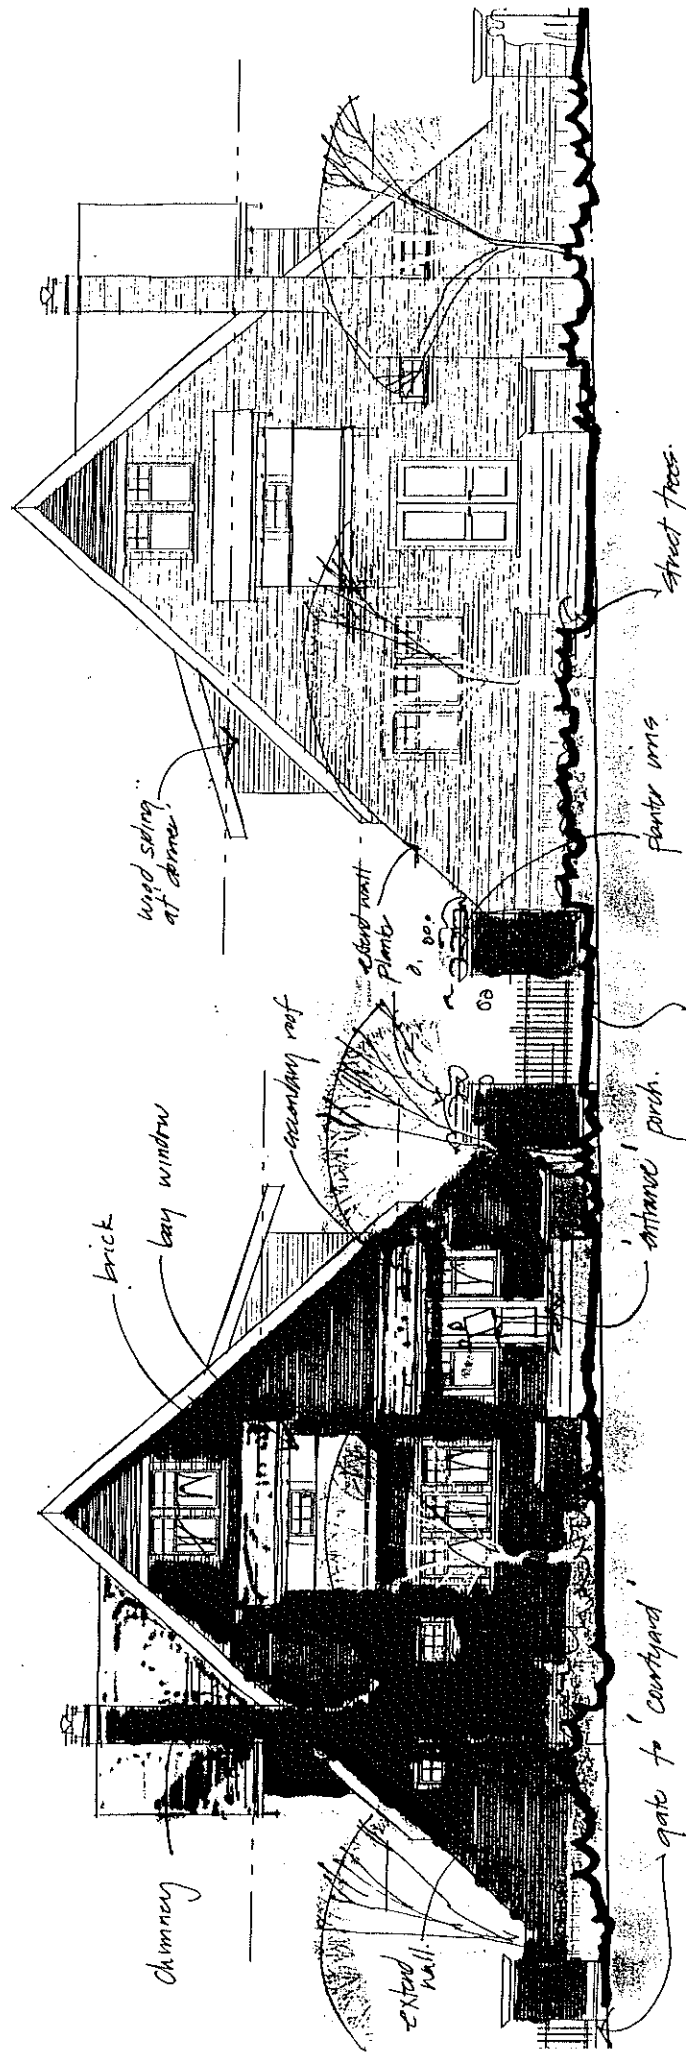 Chimney
extend
wall.
gate to 'courtyard'
brick
bay window
secondary roof
'entrance' porch.
extend wall
planter
wood siding
at dormer.
planter urns
street trees.